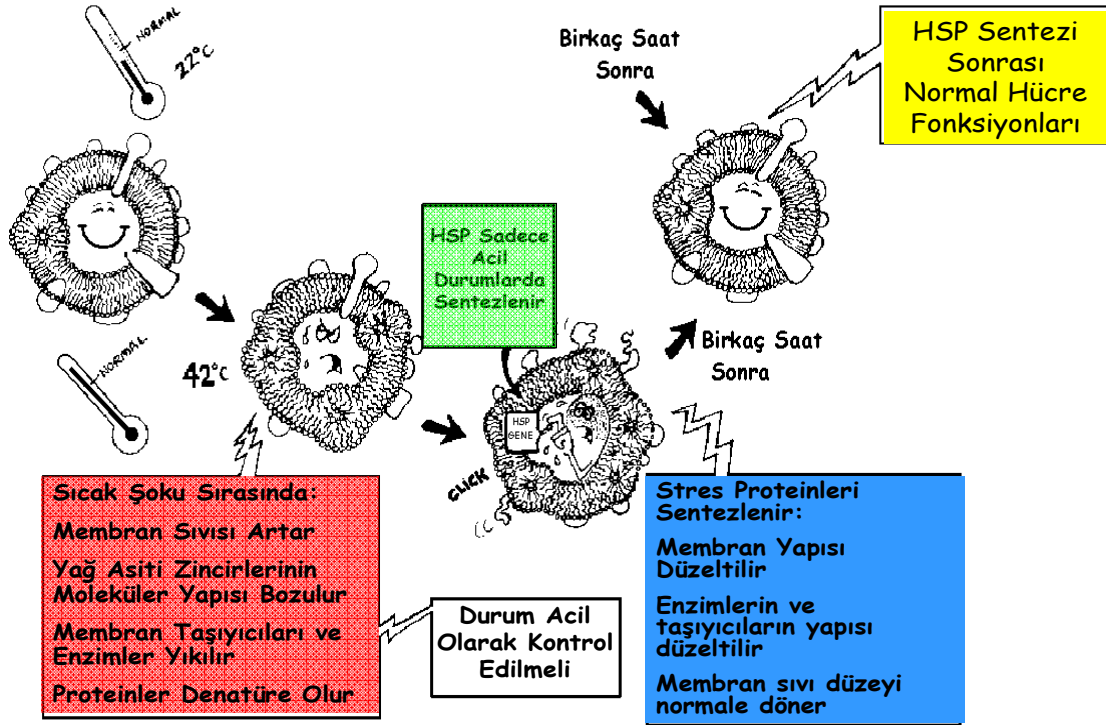 NORMAL
22°C
Birkaç Saat
Sonra
HSP Sentezi
Sonrası
Normal Hücre
Fonksiyonları
HSP Sadece
Acil
Durumlarda
Sentezlenir
NORMAL
42°C
HSP
GENE
CLICK
Birkaç Saat
Sonra
Sıcak Şoku Sırasında:
Membran Sıvısı Artar
Yağ Asiti Zincirlerinin
Moleküler Yapısı Bozulur
Membran Taşıyıcıları ve
Enzimler Yıkılır
Proteinler Denatüre Olur
Durum Acil
Olarak Kontrol
Edilmeli
Stres Proteinleri
Sentezlenir:
Membran Yapısı
Düzeltilir
Enzimlerin ve
taşıyıcıların yapısı
düzeltilir
Membran sıvı düzeyi
normale döner